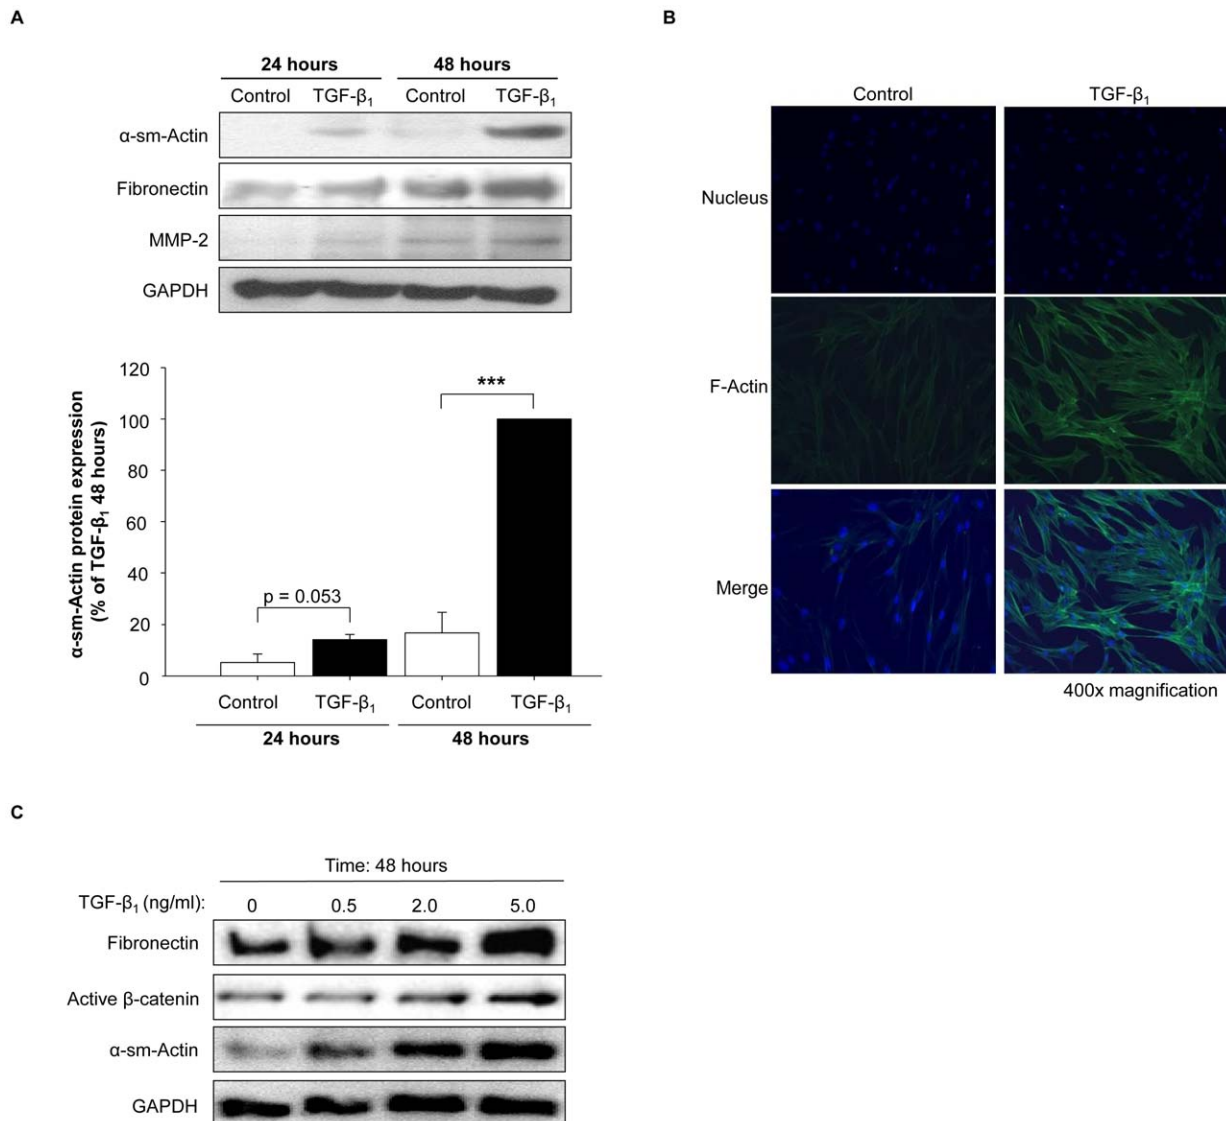 A
24 hours 48 hours
Control TGF-β₁ Control TGF-β₁
α-sm-Actin
Fibronectin
MMP-2
GAPDH
α-sm-Actin protein expression
(% of TGF-β₁ 48 hours)
120
100
80
60
40
20
0
p = 0.053
***
Control TGF-β₁ Control TGF-β₁
24 hours 48 hours
B
Control TGF-β₁
Nucleus
F-Actin
Merge
400x magnification
C
Time: 48 hours
TGF-β₁ (ng/ml): 0 0.5 2.0 5.0
Fibronectin
Active β-catenin
α-sm-Actin
GAPDH